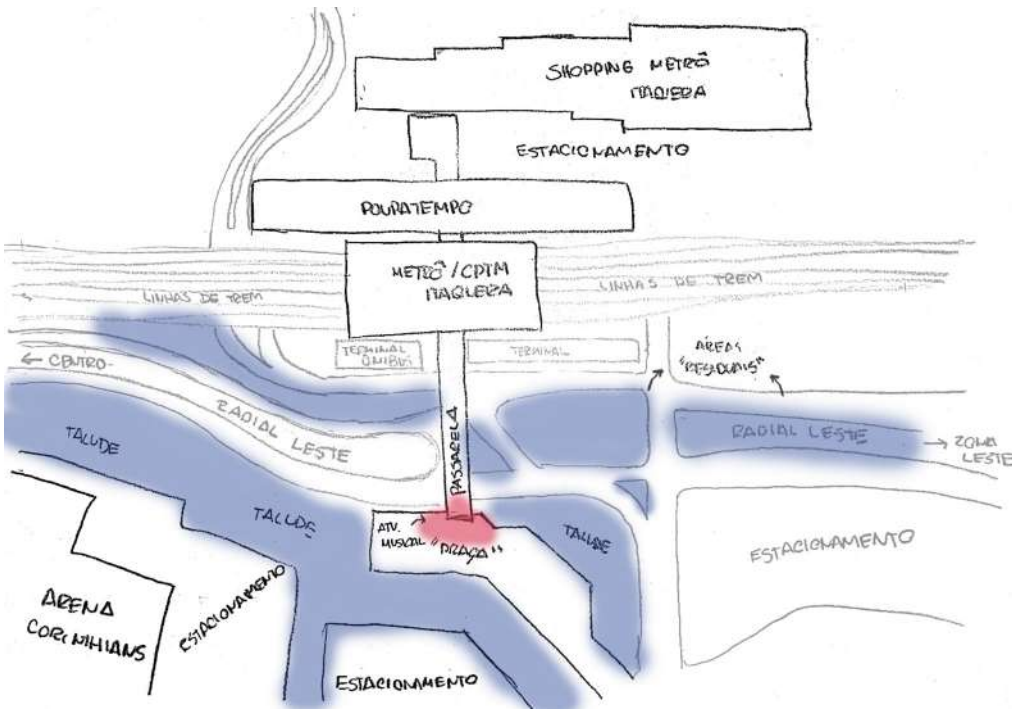 SHOPPING METRÔ
ITAQUERA
ESTACIONAMENTO
POUPATEMPO
METRÔ/CPTM
ITAQUERA
LINHAS DE TREM
LINHAS DE TREM
TERMINAL
ÔNIBUS
TERMINAL
ÁREAS
"RESIDUAIS"
← CENTRO
RADIAL LESTE
RADIAL LESTE
→ ZONA
LESTE
PASSARELA
TALUDE
TALUDE
ATV.
MUSICAL
"PRAÇA"
TALUDE
ESTACIONAMENTO
ARENA
CORINTHIANS
ESTACIONAMENTO
ESTACIONAMENTO